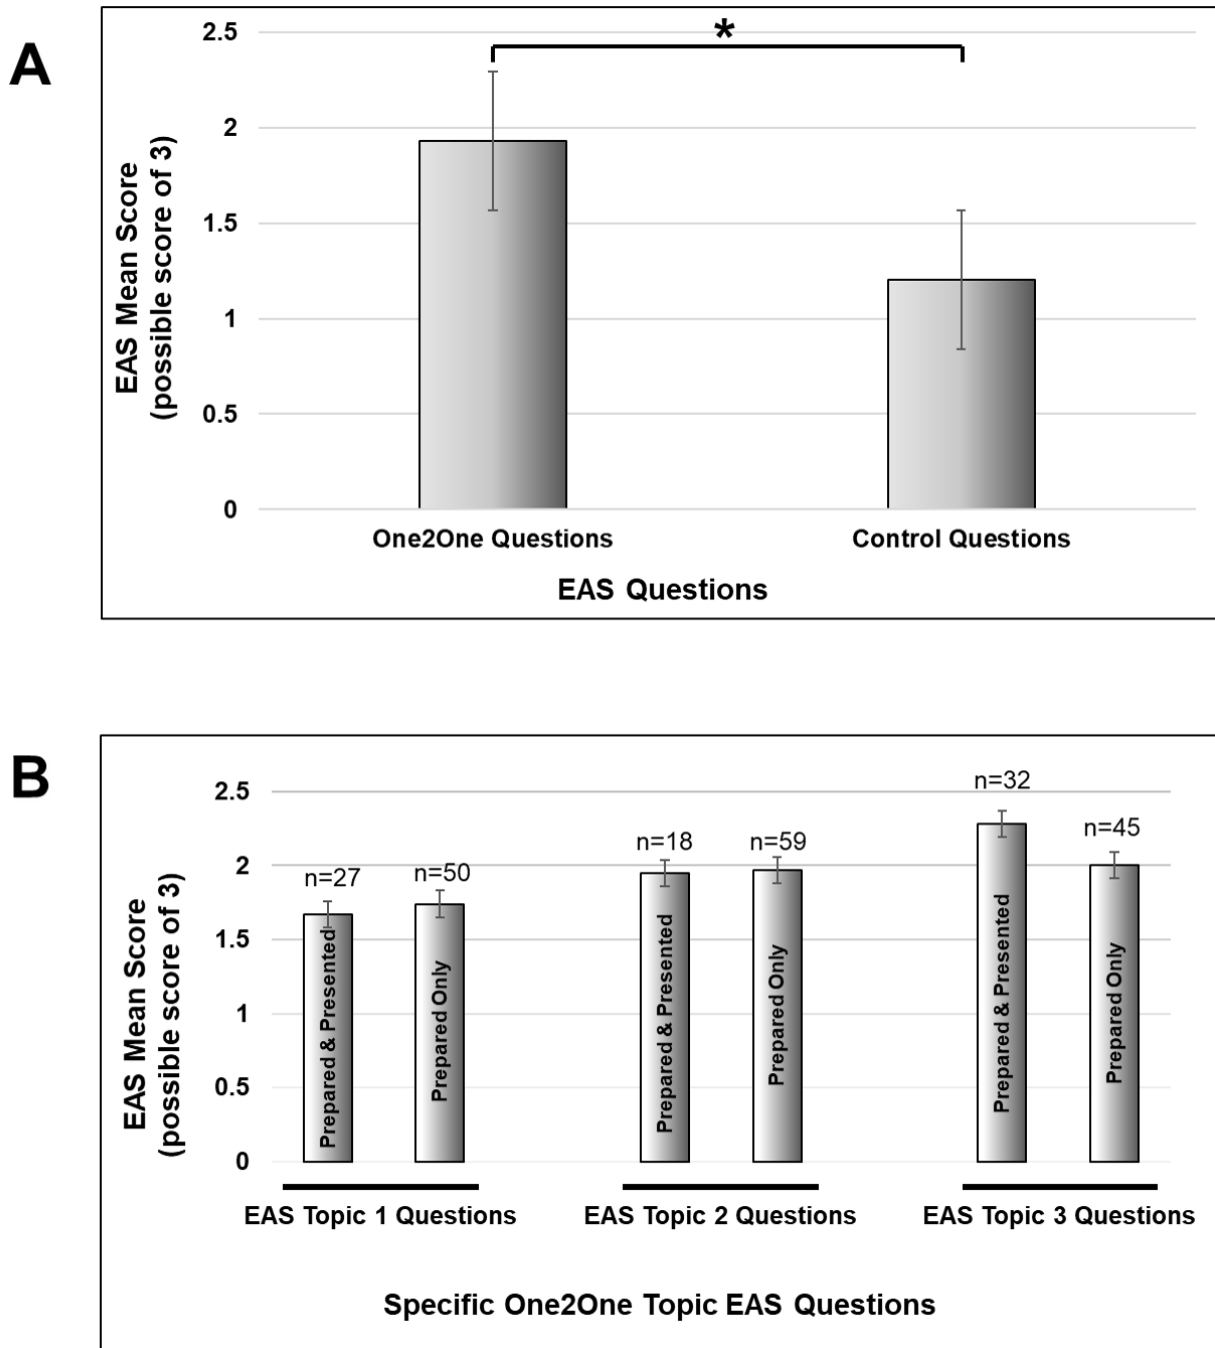 A
2.5
*
2
1.5
1
0.5
0
EAS Mean Score
(possible score of 3)
One2One Questions
Control Questions
EAS Questions
B
2.5
2
1.5
1
0.5
0
EAS Mean Score
(possible score of 3)
n=27
n=50
n=18
n=59
n=32
n=45
Prepared & Presented
Prepared Only
Prepared & Presented
Prepared Only
Prepared & Presented
Prepared Only
EAS Topic 1 Questions
EAS Topic 2 Questions
EAS Topic 3 Questions
Specific One2One Topic EAS Questions